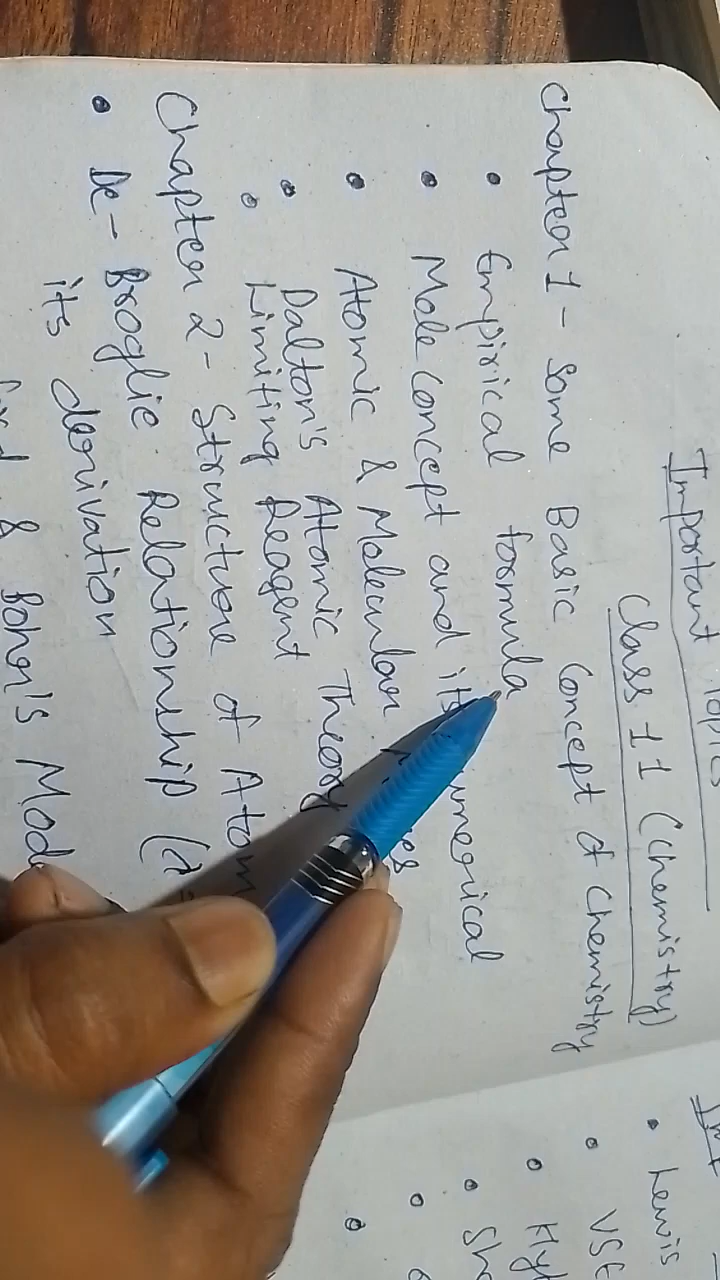 Important Topics
Class 11 (Chemistry)
Chapter 1 - Some Basic Concept of Chemistry
• Empirical formula
• Mole Concept and its
• Atomic & Molecular
• Dalton's Atomic Theory
• Limiting Reagent
Chapter 2 - Structure of Atom
• De-Broglie Relationship (λ=
its derivation
& Bohr's Mod
• Lewis
• VSE
• Hy
• Sh